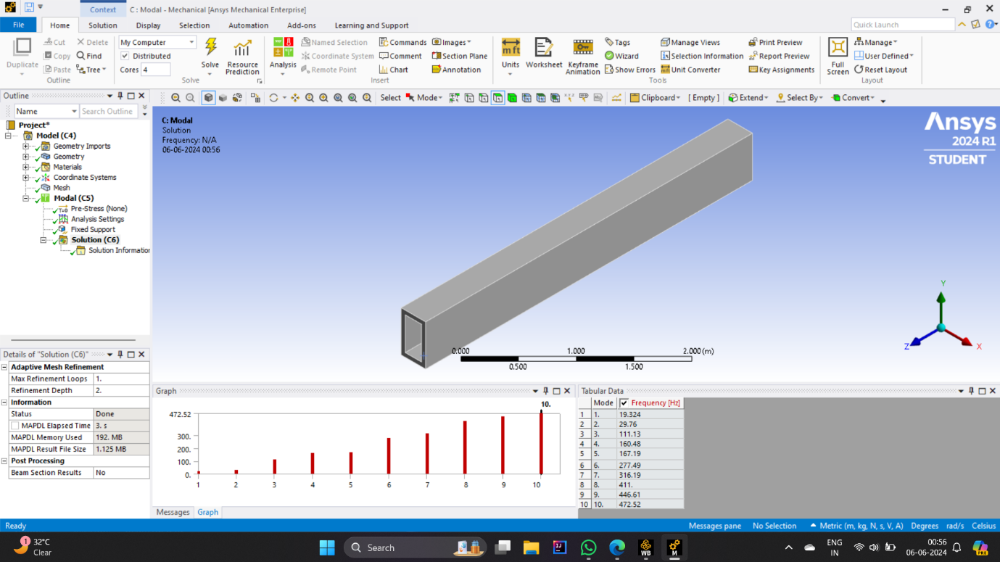 Context
C : Modal - Mechanical [Ansys Mechanical Enterprise]
File
Home
Solution
Display
Selection
Automation
Add-ons
Learning and Support
Quick Launch
Duplicate
Cut
Copy
Paste
Delete
Find
Tree
Outline
My Computer
Distributed
Cores 4
Solve
Resource Prediction
Solve
Analysis
Named Selection
Coordinate System
Remote Point
Commands
Comment
Chart
Images
Section Plane
Annotation
Insert
Units
Worksheet
Keyframe Animation
Tags
Wizard
Show Errors
Manage Views
Selection Information
Unit Converter
Print Preview
Report Preview
Key Assignments
Tools
Full Screen
Manage
User Defined
Reset Layout
Layout
Outline
Name
Search Outline
Select
Mode
Clipboard
[ Empty ]
Extend
Select By
Convert
Project*
Model (C4)
Geometry Imports
Geometry
Materials
Coordinate Systems
Mesh
Modal (C5)
Pre-Stress (None)
Analysis Settings
Fixed Support
Solution (C6)
Solution Information
C: Modal
Solution
Frequency: N/A
06-06-2024 00:56
Ansys
2024 R1
STUDENT
Y
Z
X
0.000
1.000
2.000 (m)
0.500
1.500
Details of "Solution (C6)"
Adaptive Mesh Refinement
Max Refinement Loops 1.
Refinement Depth 2.
Information
Status Done
MAPDL Elapsed Time 3. s
MAPDL Memory Used 192. MB
MAPDL Result File Size 1.125 MB
Post Processing
Beam Section Results No
Graph
10.
472.52
300.
200.
100.
0.
1 2 3 4 5 6 7 8 9 10
Messages
Graph
Tabular Data
Mode Frequency [Hz]
1 1. 19.324
2 2. 29.76
3 3. 111.13
4 4. 160.48
5 5. 167.19
6 6. 277.49
7 7. 316.19
8 8. 411.
9 9. 446.61
10 10. 472.52
Ready
Messages pane
No Selection
Metric (m, kg, N, s, V, A)
Degrees
rad/s
Celsius
1
32°C
Clear
Search
WB
M
ENG
IN
00:56
06-06-2024
PRE